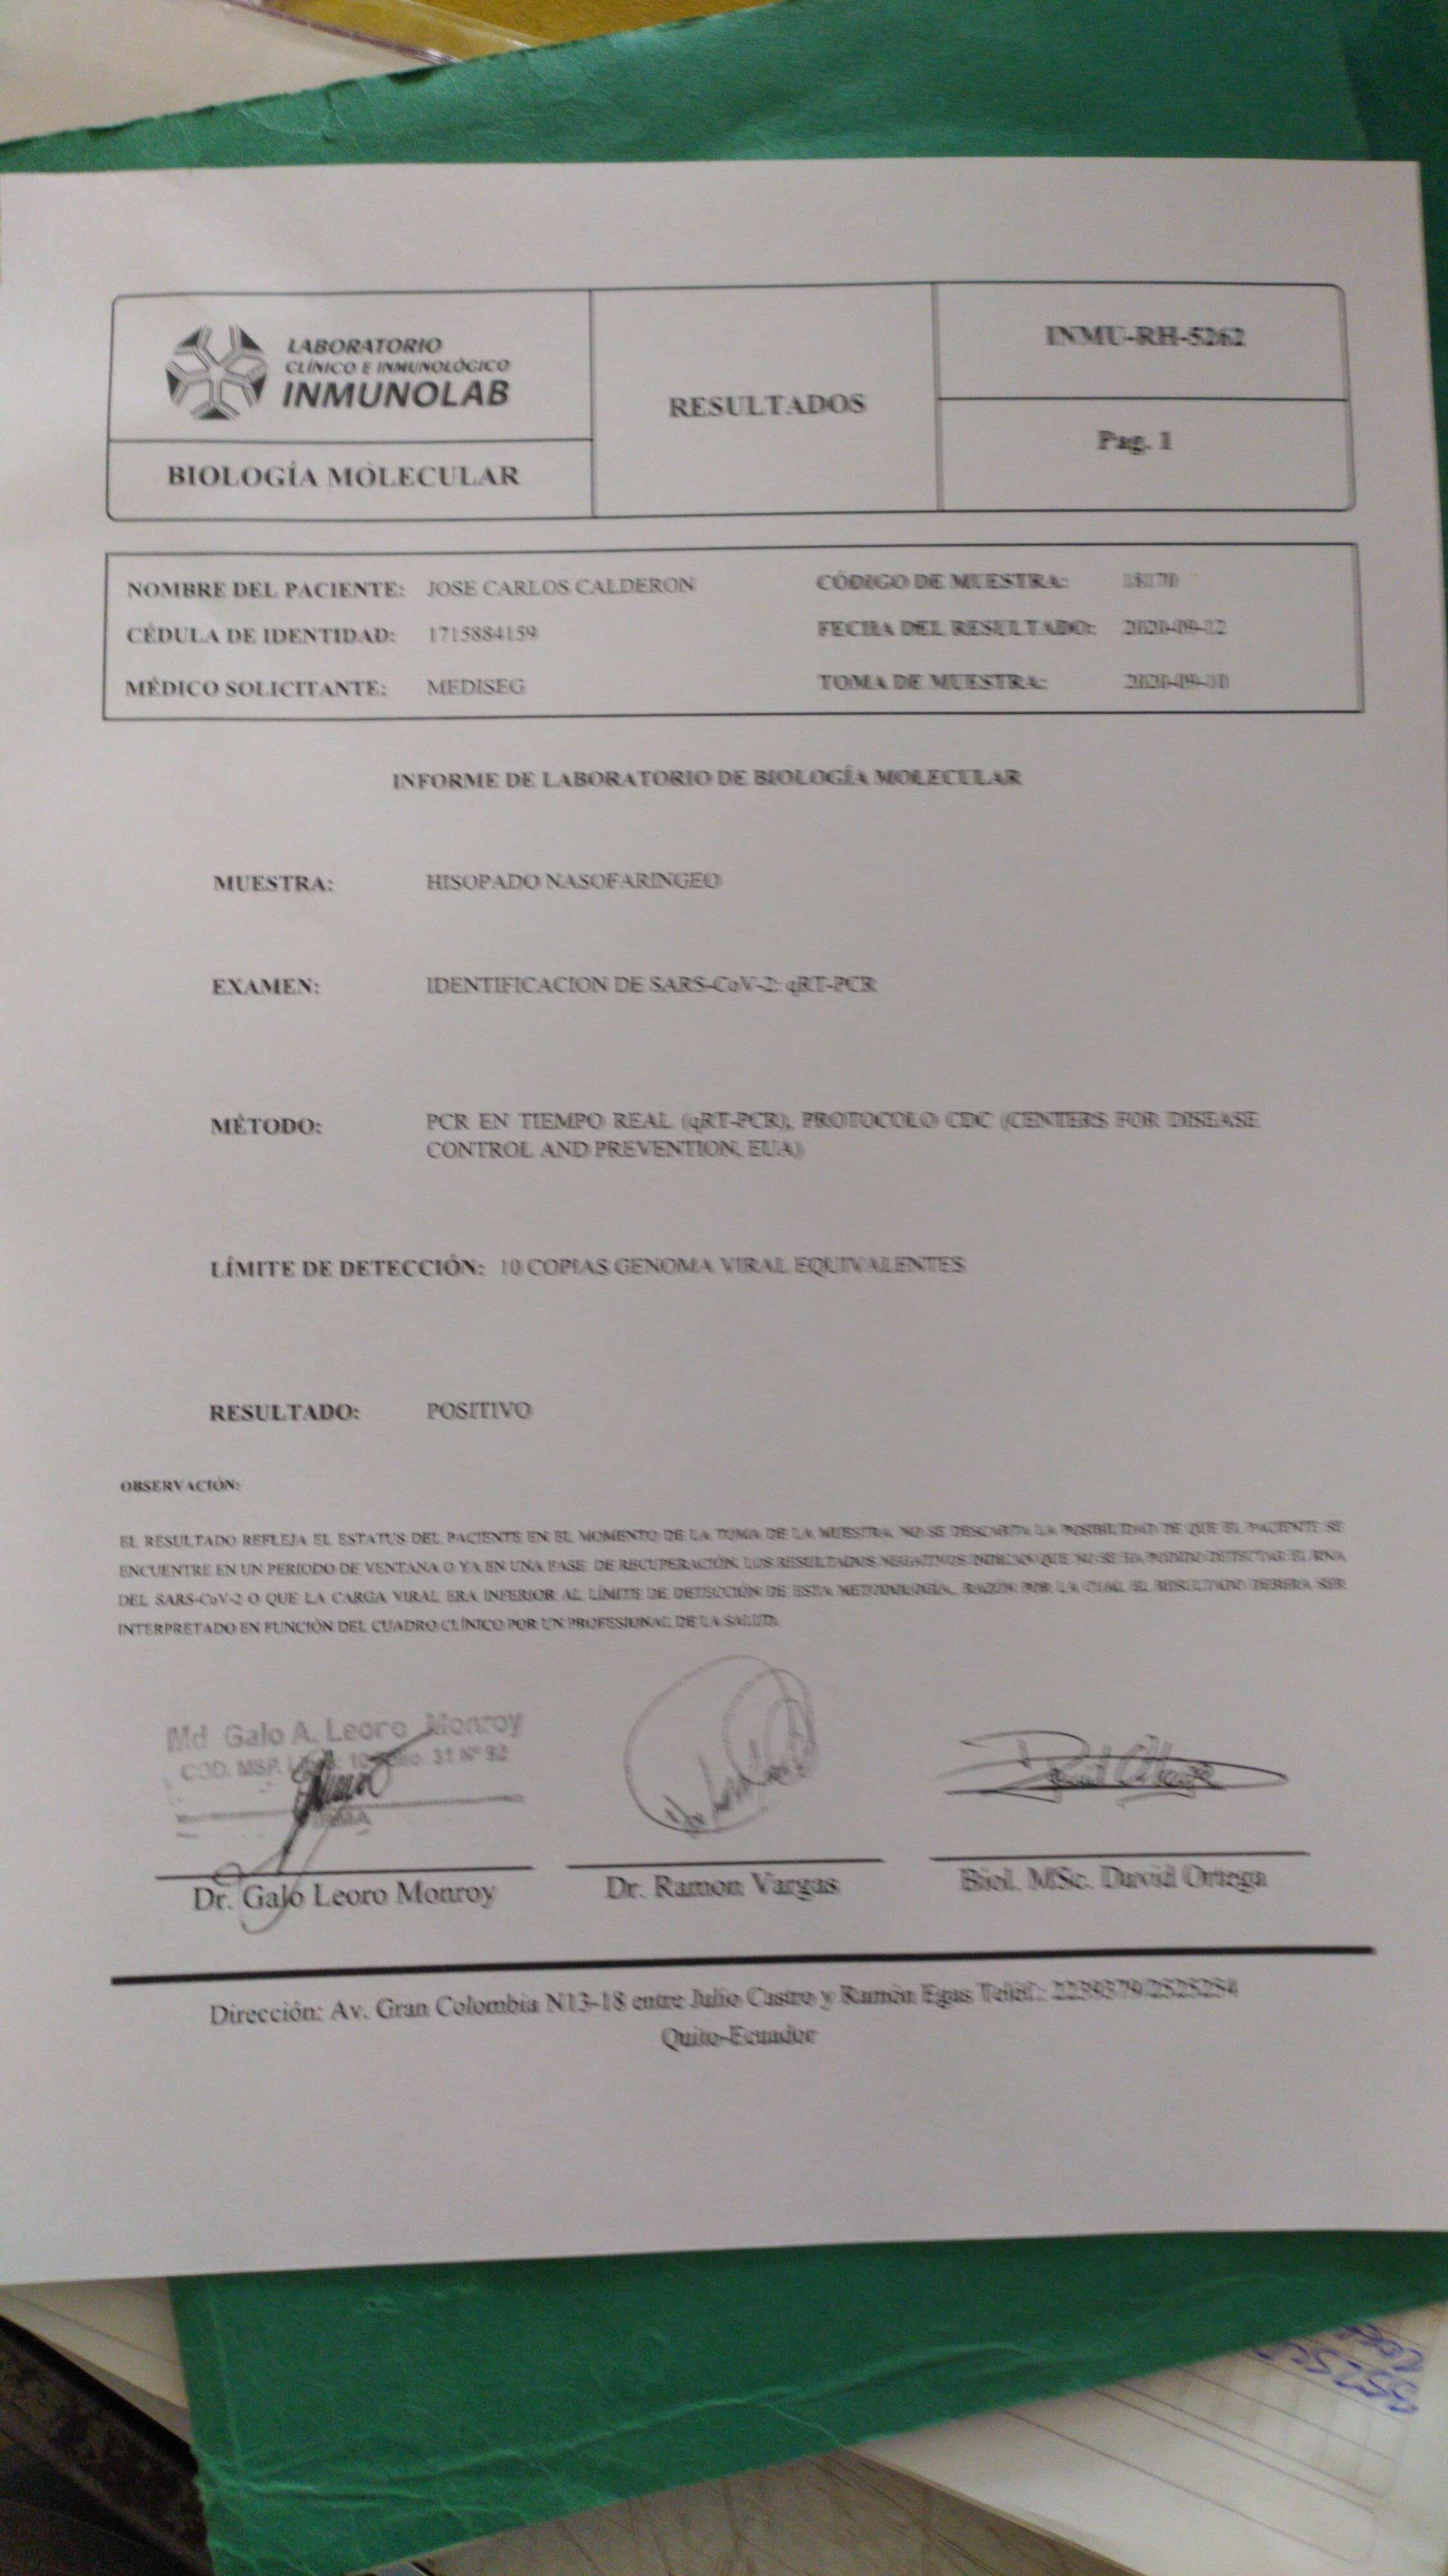 LABORATORIO
CLÍNICO E INMUNOLÓGICO
INMUNOLAB
BIOLOGÍA MOLECULAR
RESULTADOS
INMU-RH-5262
Pag. 1
NOMBRE DEL PACIENTE: JOSE CARLOS CALDERON
CÓDIGO DE MUESTRA:
CÉDULA DE IDENTIDAD: 1715884159
FECHA DEL RESULTADO: 2020-09-12
MÉDICO SOLICITANTE: MEDISEG
TOMA DE MUESTRA: 2020-09-10
INFORME DE LABORATORIO DE BIOLOGÍA MOLECULAR
MUESTRA: HISOPADO NASOFARINGEO
EXAMEN: IDENTIFICACION DE SARS-CoV-2: qRT-PCR
MÉTODO: PCR EN TIEMPO REAL (qRT-PCR), PROTOCOLO CDC (CENTERS FOR DISEASE
CONTROL AND PREVENTION, EUA)
LÍMITE DE DETECCIÓN: 10 COPIAS GENOMA VIRAL EQUIVALENTES
RESULTADO: POSITIVO
OBSERVACIÓN:
EL RESULTADO REFLEJA EL ESTATUS DEL PACIENTE EN EL MOMENTO DE LA TOMA DE LA MUESTRA. NO SE DESCARTA LA POSIBILIDAD DE QUE EL PACIENTE SE
ENCUENTRE EN UN PERIODO DE VENTANA O YA EN UNA FASE DE RECUPERACIÓN. LOS RESULTADOS NEGATIVOS INDICAN QUE NO SE HA PODIDO DETECTAR EL RNA
DEL SARS-CoV-2 O QUE LA CARGA VIRAL ERA INFERIOR AL LÍMITE DE DETECCIÓN DE ESTA METODOLOGÍA, RAZÓN POR LA CUAL EL RESULTADO DEBERA SER
INTERPRETADO EN FUNCIÓN DEL CUADRO CLÍNICO POR UN PROFESIONAL DE LA SALUD.
Md. Galo A. Leoro Monroy
COD. MSP. 31 Nº 92
Dr. Galo Leoro Monroy
Dr. Ramon Vargas
Biol. MSc. David Ortega
Dirección: Av. Gran Colombia N13-18 entre Julio Castro y Ramón Egas Teléf.: 2239379/2525254
Quito-Ecuador